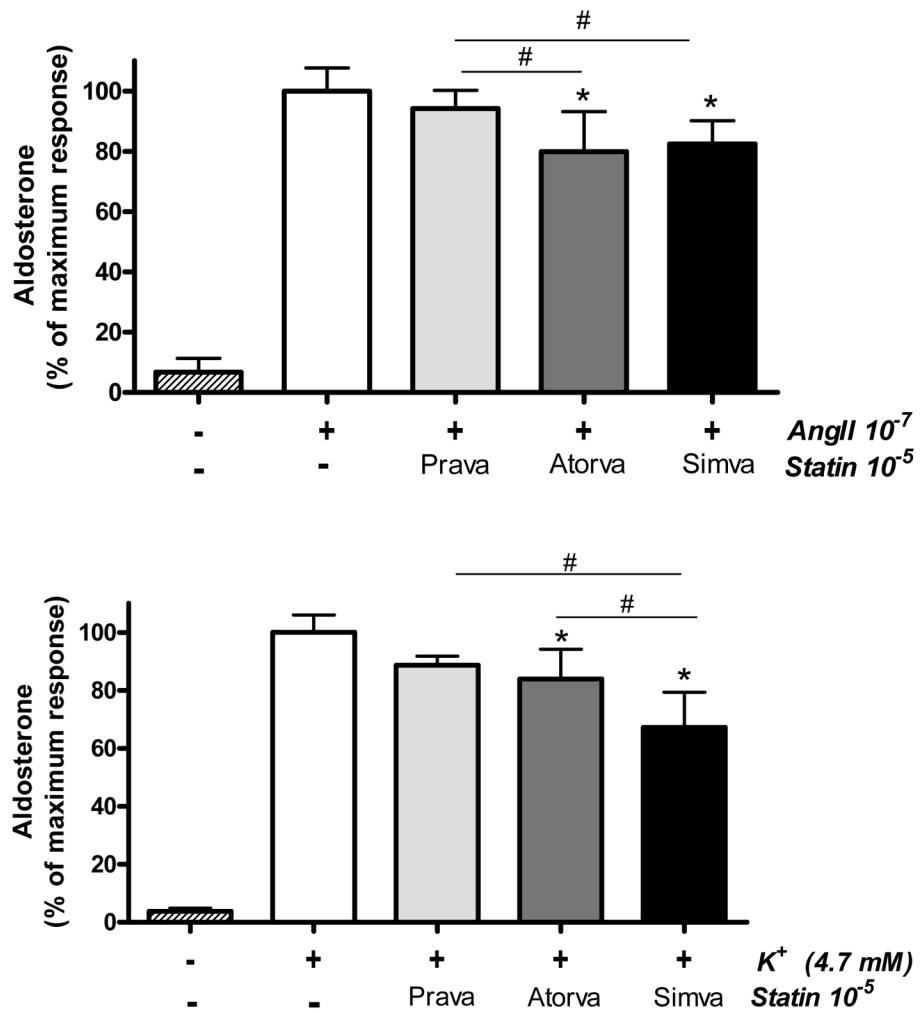 #
#
* *
Aldosterone
(% of maximum response)
100
80
60
40
20
0
- + + + + AngII 10⁻⁷
- - Prava Atorva Simva Statin 10⁻⁵
#
#
*
*
Aldosterone
(% of maximum response)
100
80
60
40
20
0
- + + + + K⁺ (4.7 mM)
- - Prava Atorva Simva Statin 10⁻⁵